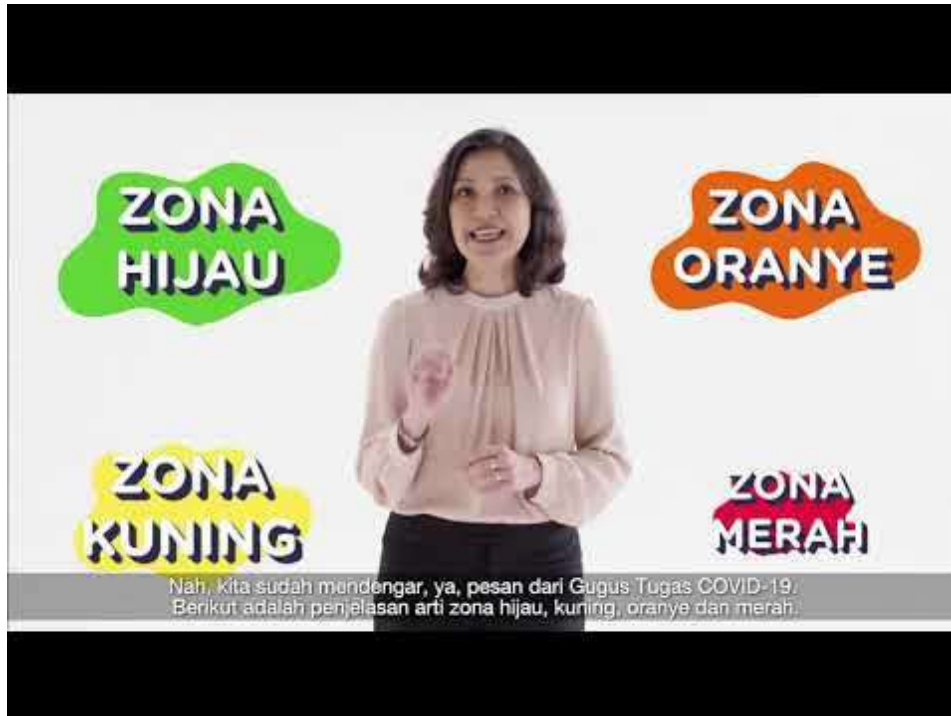 ZONA
HIJAU
ZONA
ORANYE
ZONA
KUNING
ZONA
MERAH
Nah, kita sudah mendengar, ya, pesan dari Gugus Tugas COVID-19.
Berikut adalah penjelasan arti zona hijau, kuning, oranye dan merah.